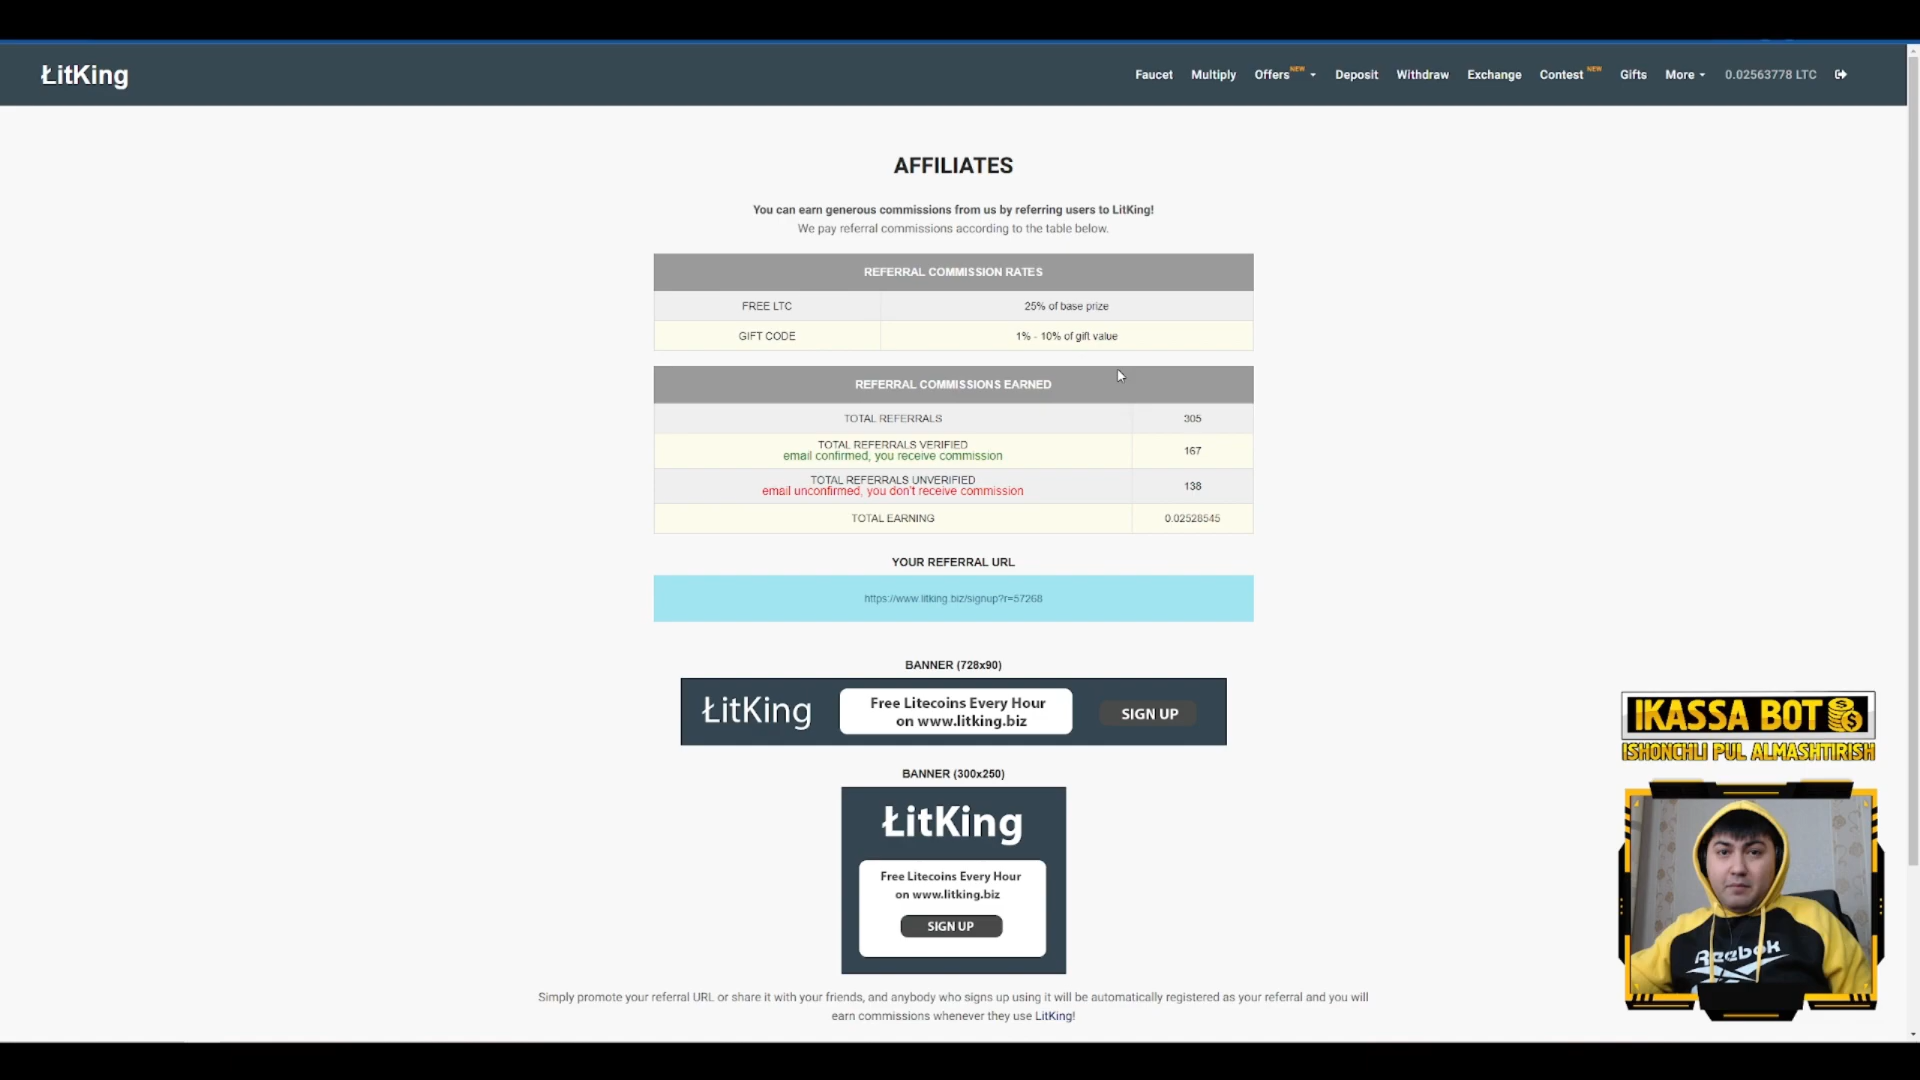 ŁitKing
Faucet Multiply Offers NEW Deposit Withdraw Exchange Contest NEW Gifts More 0.02563778 LTC
AFFILIATES
You can earn generous commissions from us by referring users to LitKing!
We pay referral commissions according to the table below.
REFERRAL COMMISSION RATES
FREE LTC 25% of base prize
GIFT CODE 1% - 10% of gift value
REFERRAL COMMISSIONS EARNED
TOTAL REFERRALS 305
TOTAL REFERRALS VERIFIED
email confirmed, you receive commission 167
TOTAL REFERRALS UNVERIFIED
email unconfirmed, you don't receive commission 138
TOTAL EARNING 0.02528545
YOUR REFERRAL URL
https://www.litking.biz/signup?r=57268
BANNER (728x90)
ŁitKing
Free Litecoins Every Hour
on www.litking.biz
SIGN UP
BANNER (300x250)
ŁitKing
Free Litecoins Every Hour
on www.litking.biz
SIGN UP
Simply promote your referral URL or share it with your friends, and anybody who signs up using it will be automatically registered as your referral and you will
earn commissions whenever they use LitKing!
IKASSA BOT
ISHONCHLI PUL ALMASHTIRISH
Reebok